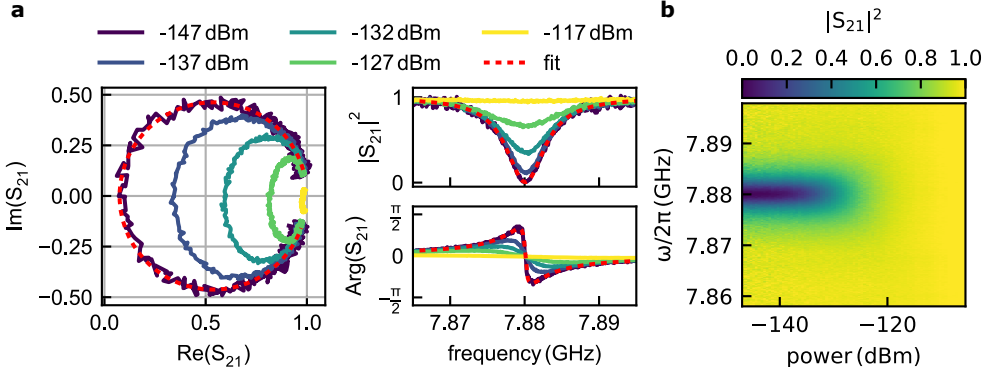 a
-147 dBm
-132 dBm
-117 dBm
-137 dBm
-127 dBm
fit
Im(S21)
0.50
0.25
0.00
−0.25
−0.50
0.0
0.5
1.0
Re(S21)
|S21|²
1
0
Arg(S21)
π/2
0
−π/2
7.87
7.88
7.89
frequency (GHz)
b
|S21|²
0.0 0.2 0.4 0.6 0.8 1.0
ω/2π (GHz)
7.89
7.88
7.87
7.86
−140
−120
power (dBm)